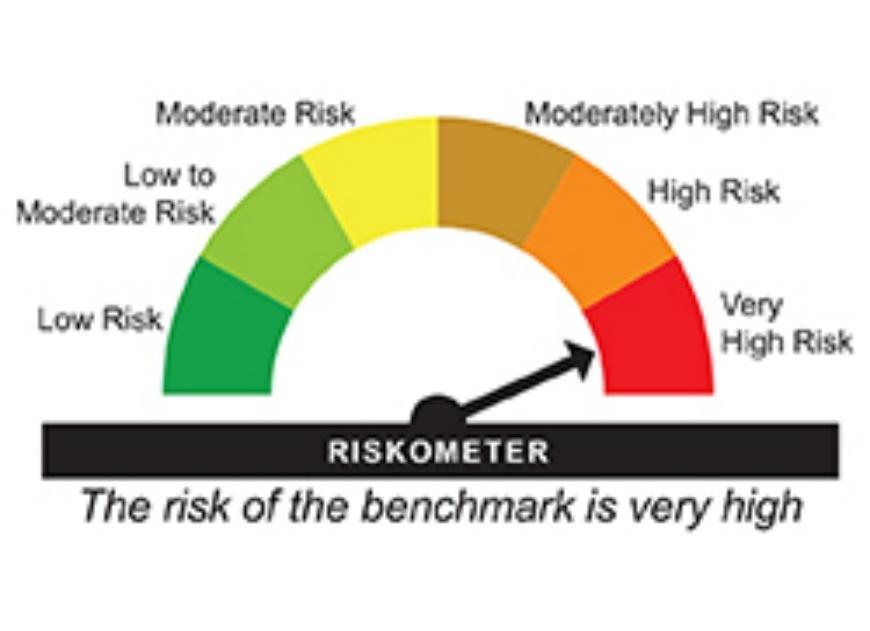 Moderate Risk
Moderately High Risk
Low to
Moderate Risk
High Risk
Low Risk
Very
High Risk
RISKOMETER
The risk of the benchmark is very high